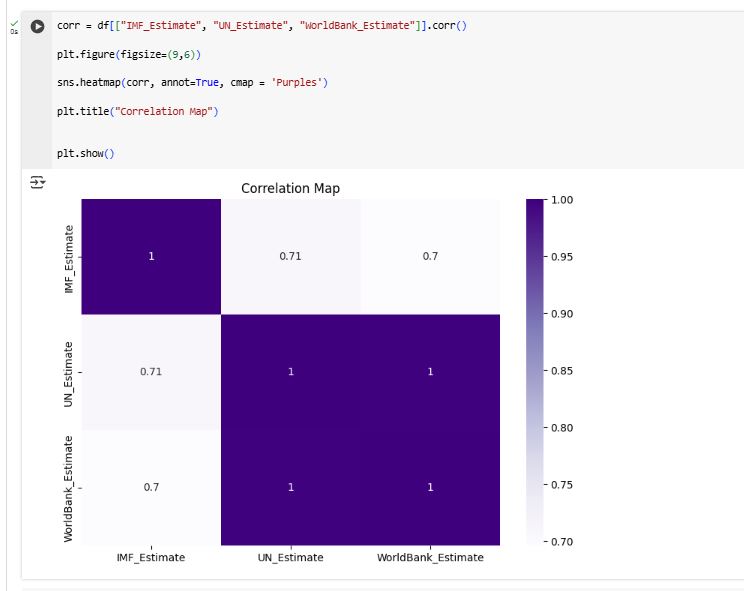 corr = df[["IMF_Estimate", "UN_Estimate", "WorldBank_Estimate"]].corr()
0s
plt.figure(figsize=(9,6))
sns.heatmap(corr, annot=True, cmap = 'Purples')
plt.title("Correlation Map")
plt.show()
Correlation Map
IMF_Estimate
1
0.71
0.7
UN_Estimate
0.71
1
1
WorldBank_Estimate
0.7
1
1
IMF_Estimate
UN_Estimate
WorldBank_Estimate
1.00
0.95
0.90
0.85
0.80
0.75
0.70